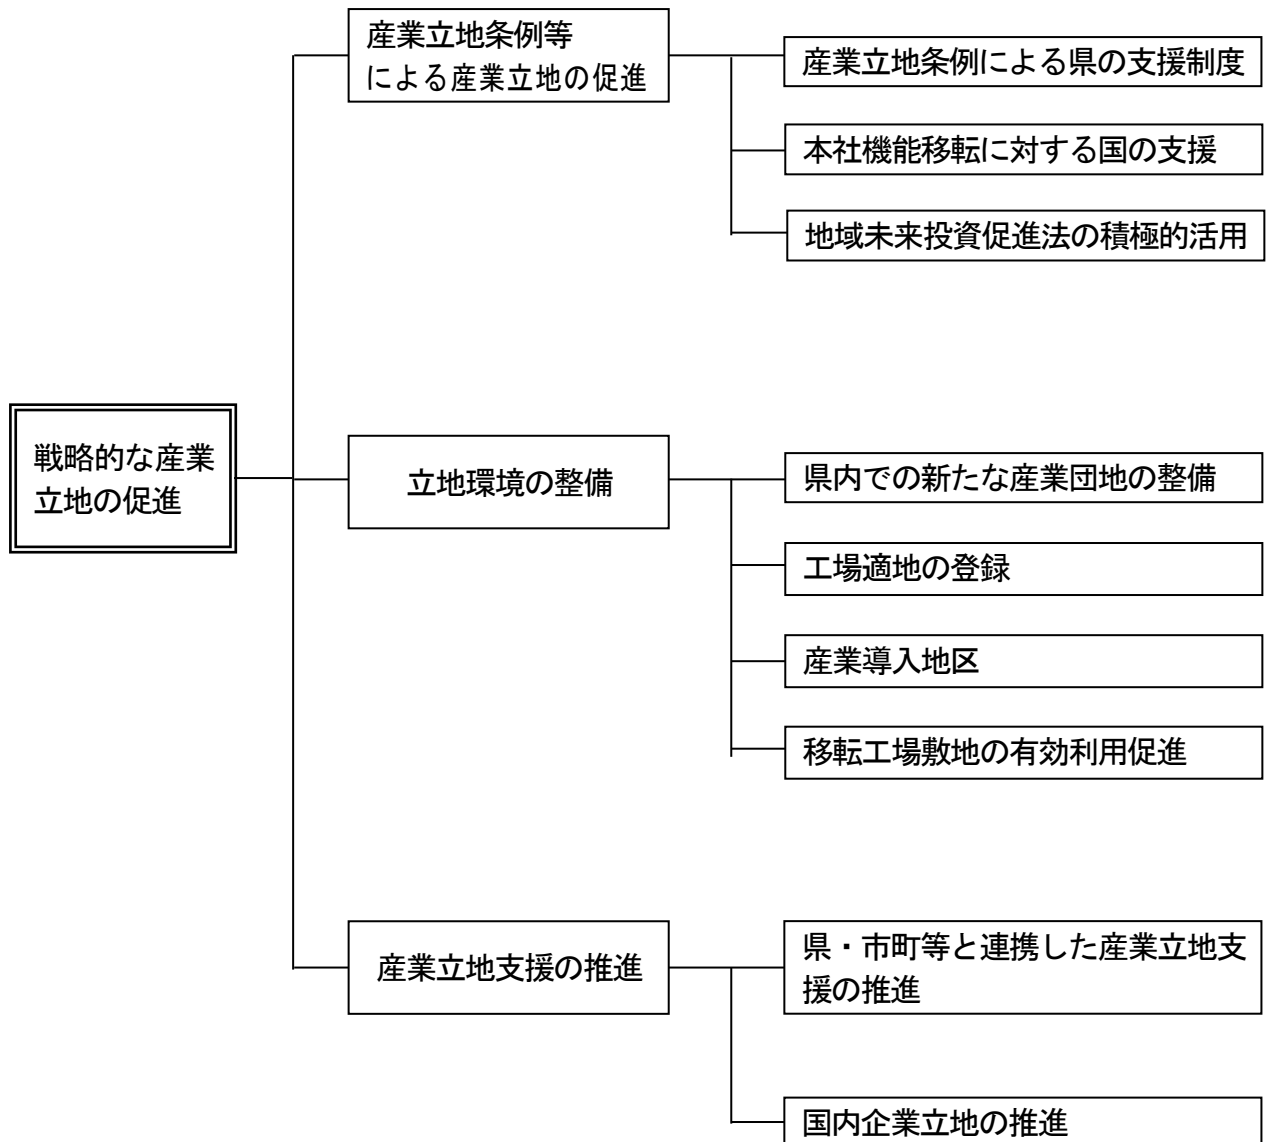 戦略的な産業
立地の促進
産業立地条例等
による産業立地の促進
産業立地条例による県の支援制度
本社機能移転に対する国の支援
地域未来投資促進法の積極的活用
立地環境の整備
県内での新たな産業団地の整備
工場適地の登録
産業導入地区
移転工場敷地の有効利用促進
産業立地支援の推進
県・市町等と連携した産業立地支
援の推進
国内企業立地の推進